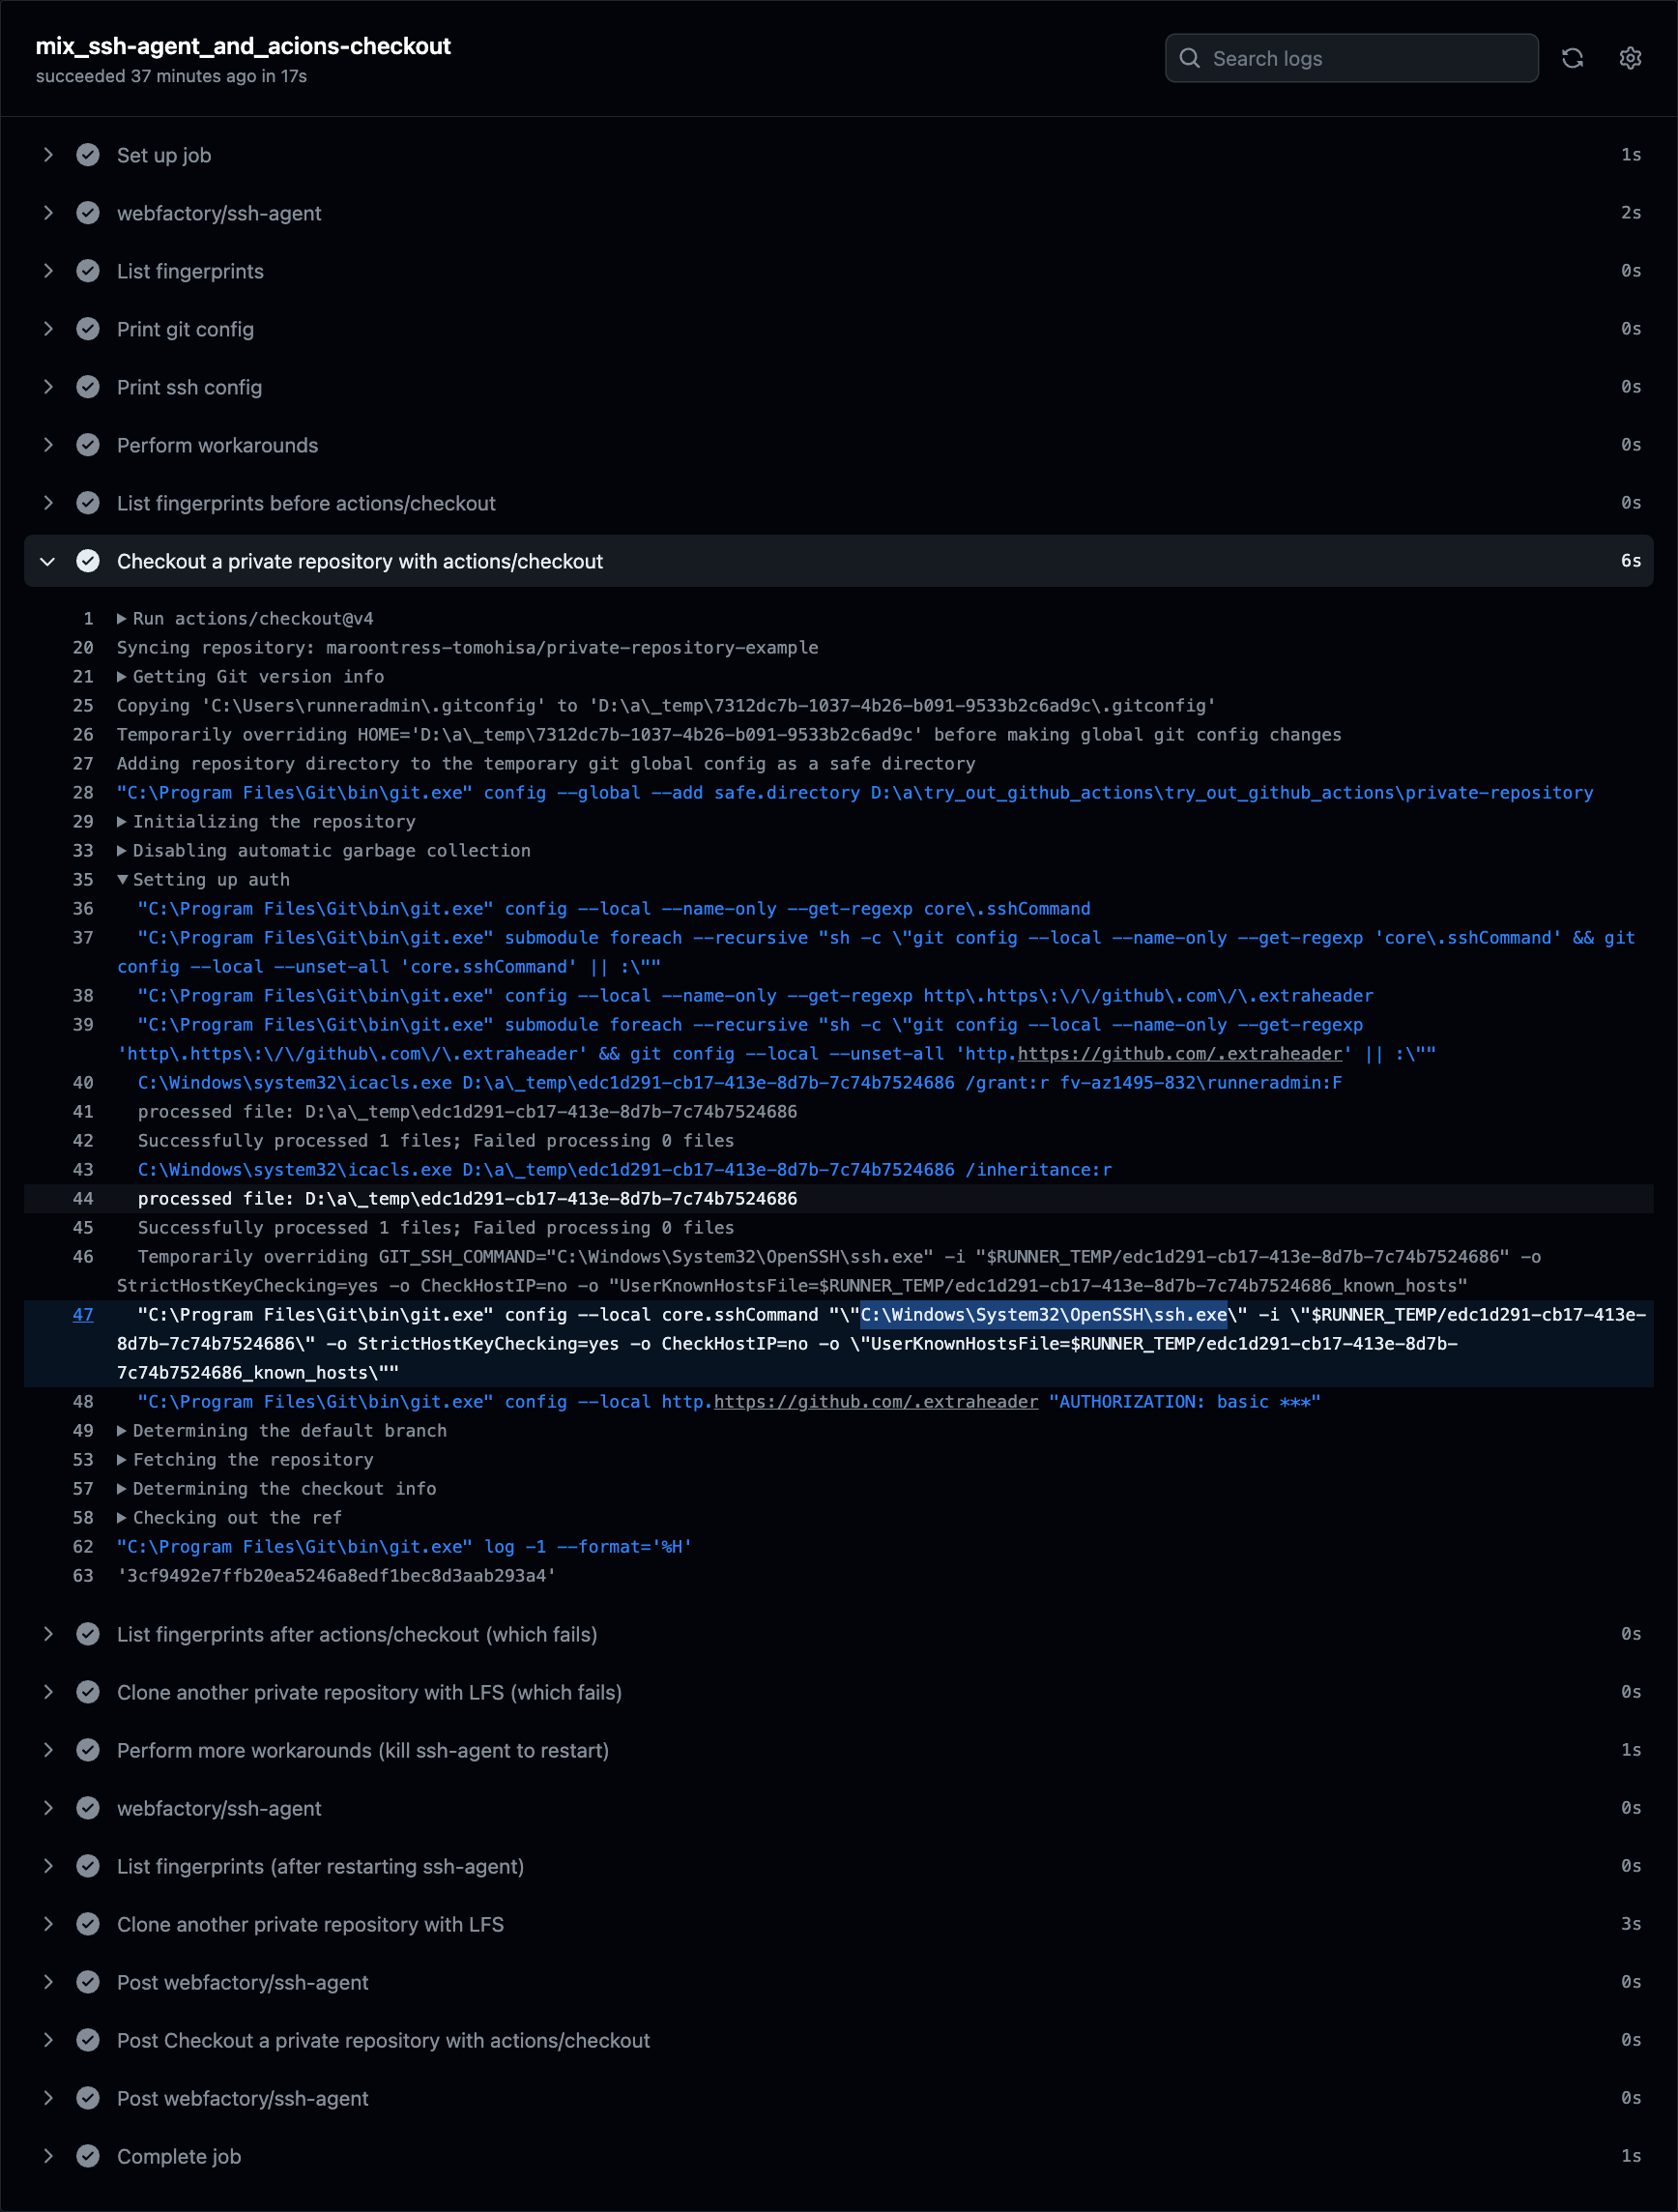 mix_ssh-agent_and_acions-checkout
succeeded 37 minutes ago in 17s
Search logs
Set up job 1s
webfactory/ssh-agent 2s
List fingerprints 0s
Print git config 0s
Print ssh config 0s
Perform workarounds 0s
List fingerprints before actions/checkout 0s
Checkout a private repository with actions/checkout 6s
1 ▶ Run actions/checkout@v4
20 Syncing repository: maroontress-tomohisa/private-repository-example
21 ▶ Getting Git version info
25 Copying 'C:\Users\runneradmin\.gitconfig' to 'D:\a\_temp\7312dc7b-1037-4b26-b091-9533b2c6ad9c\.gitconfig'
26 Temporarily overriding HOME='D:\a\_temp\7312dc7b-1037-4b26-b091-9533b2c6ad9c' before making global git config changes
27 Adding repository directory to the temporary git global config as a safe directory
28 "C:\Program Files\Git\bin\git.exe" config --global --add safe.directory D:\a\try_out_github_actions\try_out_github_actions\private-repository
29 ▶ Initializing the repository
33 ▶ Disabling automatic garbage collection
35 ▼ Setting up auth
36 "C:\Program Files\Git\bin\git.exe" config --local --name-only --get-regexp core\.sshCommand
37 "C:\Program Files\Git\bin\git.exe" submodule foreach --recursive "sh -c \"git config --local --name-only --get-regexp 'core\.sshCommand' && git
config --local --unset-all 'core.sshCommand' || :\""
38 "C:\Program Files\Git\bin\git.exe" config --local --name-only --get-regexp http\.https\:\/\/github\.com\/\.extraheader
39 "C:\Program Files\Git\bin\git.exe" submodule foreach --recursive "sh -c \"git config --local --name-only --get-regexp
'http\.https\:\/\/github\.com\/\.extraheader' && git config --local --unset-all 'http.https://github.com/.extraheader' || :\""
40 C:\Windows\system32\icacls.exe D:\a\_temp\edc1d291-cb17-413e-8d7b-7c74b7524686 /grant:r fv-az1495-832\runneradmin:F
41 processed file: D:\a\_temp\edc1d291-cb17-413e-8d7b-7c74b7524686
42 Successfully processed 1 files; Failed processing 0 files
43 C:\Windows\system32\icacls.exe D:\a\_temp\edc1d291-cb17-413e-8d7b-7c74b7524686 /inheritance:r
44 processed file: D:\a\_temp\edc1d291-cb17-413e-8d7b-7c74b7524686
45 Successfully processed 1 files; Failed processing 0 files
46 Temporarily overriding GIT_SSH_COMMAND="C:\Windows\System32\OpenSSH\ssh.exe" -i "$RUNNER_TEMP/edc1d291-cb17-413e-8d7b-7c74b7524686" -o
StrictHostKeyChecking=yes -o CheckHostIP=no -o "UserKnownHostsFile=$RUNNER_TEMP/edc1d291-cb17-413e-8d7b-7c74b7524686_known_hosts"
47 "C:\Program Files\Git\bin\git.exe" config --local core.sshCommand "\"C:\Windows\System32\OpenSSH\ssh.exe\" -i \"$RUNNER_TEMP/edc1d291-cb17-413e-
8d7b-7c74b7524686\" -o StrictHostKeyChecking=yes -o CheckHostIP=no -o \"UserKnownHostsFile=$RUNNER_TEMP/edc1d291-cb17-413e-8d7b-
7c74b7524686_known_hosts\""
48 "C:\Program Files\Git\bin\git.exe" config --local http.https://github.com/.extraheader "AUTHORIZATION: basic ***"
49 ▶ Determining the default branch
53 ▶ Fetching the repository
57 ▶ Determining the checkout info
58 ▶ Checking out the ref
62 "C:\Program Files\Git\bin\git.exe" log -1 --format='%H'
63 '3cf9492e7ffb20ea5246a8edf1bec8d3aab293a4'
List fingerprints after actions/checkout (which fails) 0s
Clone another private repository with LFS (which fails) 0s
Perform more workarounds (kill ssh-agent to restart) 1s
webfactory/ssh-agent 0s
List fingerprints (after restarting ssh-agent) 0s
Clone another private repository with LFS 3s
Post webfactory/ssh-agent 0s
Post Checkout a private repository with actions/checkout 0s
Post webfactory/ssh-agent 0s
Complete job 1s